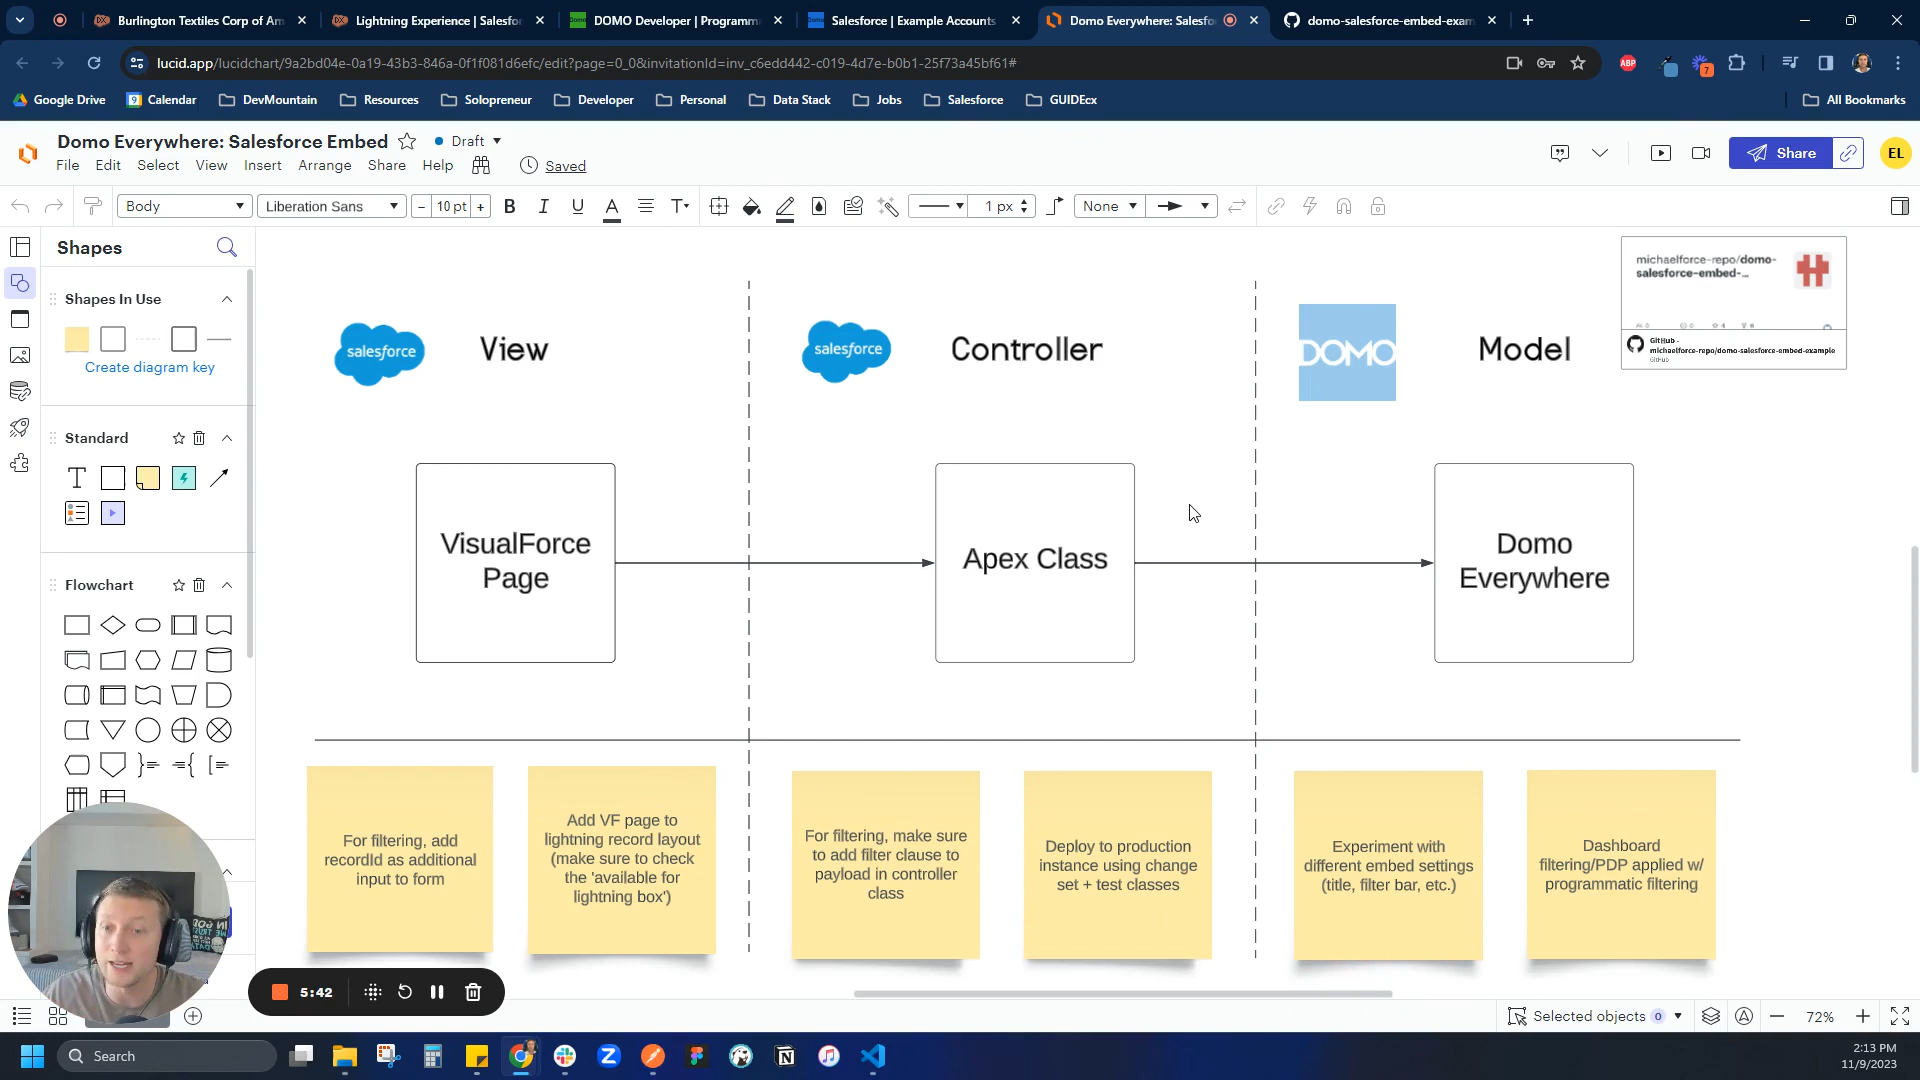 Burlington Textiles Corp of Am
Lightning Experience | Salesfo
DOMO Developer | Programm
Salesforce | Example Accounts
Domo Everywhere: Salesfo
domo-salesforce-embed-exam
lucid.app/lucidchart/9a2bd04e-0a19-43b3-846a-0f1f081d6efc/edit?page=0_0&invitationId=inv_c6edd442-c019-4d7e-b0b1-25f73a45bf61#
ABP
7
Google Drive
9
Calendar
DevMountain
Resources
Solopreneur
Developer
Personal
Data Stack
Jobs
Salesforce
GUIDEcx
All Bookmarks
Domo Everywhere: Salesforce Embed
Draft
File
Edit
Select
View
Insert
Arrange
Share
Help
Saved
Share
EL
Body
Liberation Sans
10 pt
B
I
U
A
T
1 px
None
Shapes
Shapes In Use
Create diagram key
Standard
T
Flowchart
salesforce
View
salesforce
Controller
DOMO
Model
michaelforce-repo/domo-
salesforce-embed-...
GitHub -
michaelforce-repo/domo-salesforce-embed-example
GitHub
VisualForce
Page
Apex Class
Domo
Everywhere
For filtering, add
recordId as additional
input to form
Add VF page to
lightning record layout
(make sure to check
the 'available for
lightning box')
For filtering, make sure
to add filter clause to
payload in controller
class
Deploy to production
instance using change
set + test classes
Experiment with
different embed settings
(title, filter bar, etc.)
Dashboard
filtering/PDP applied w/
programmatic filtering
5:42
Selected objects
0
72%
Search
2:13 PM
11/9/2023